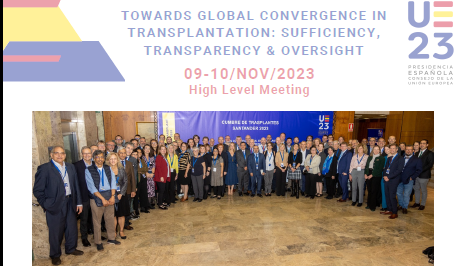 TOWARDS GLOBAL CONVERGENCE IN
TRANSPLANTATION: SUFFICIENCY,
TRANSPARENCY & OVERSIGHT
09-10/NOV/2023
High Level Meeting
UE
23
PRESIDENCIA
ESPAÑOLA
CONSEJO DE LA
UNIÓN EUROPEA
CUMBRE DE TRASPLANTES
SANTANDER 2023
UE
23